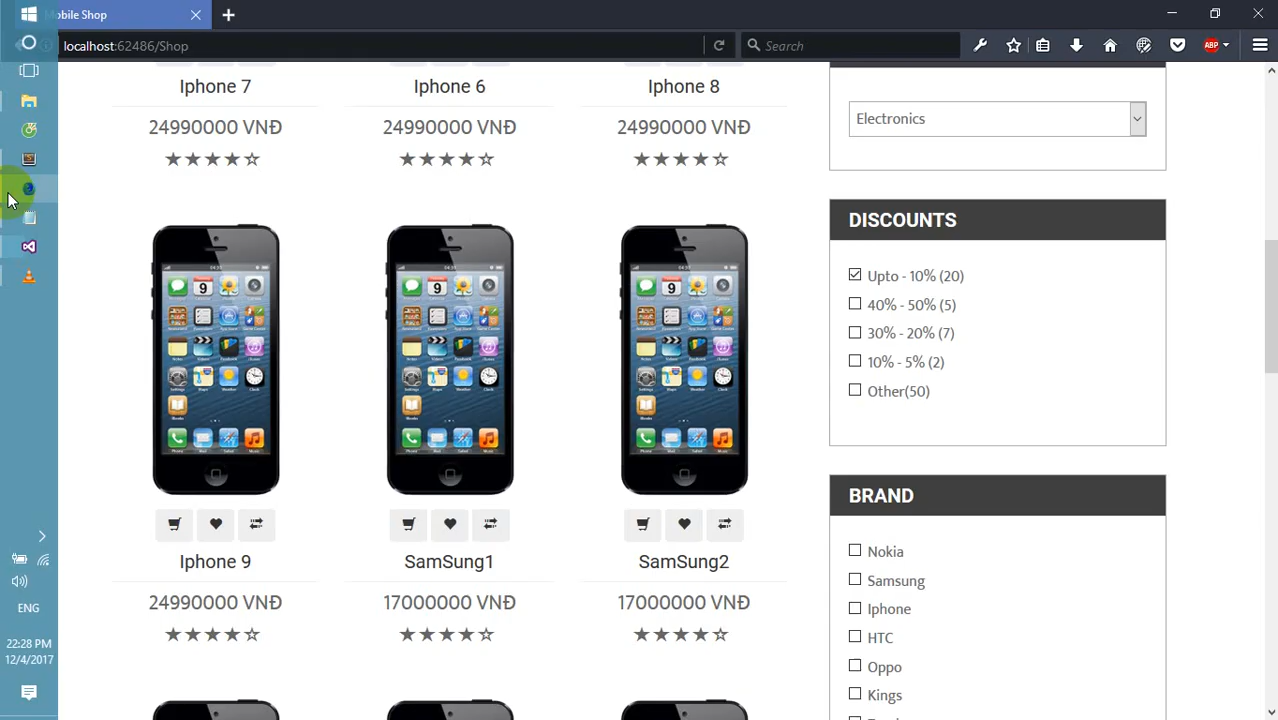 Mobile Shop
localhost:62486/Shop
Search
ABP
Iphone 7
Iphone 6
Iphone 8
24990000 VNĐ
24990000 VNĐ
24990000 VNĐ
Iphone 9
SamSung1
SamSung2
24990000 VNĐ
17000000 VNĐ
17000000 VNĐ
Electronics
DISCOUNTS
Upto - 10% (20)
40% - 50% (5)
30% - 20% (7)
10% - 5% (2)
Other(50)
BRAND
Nokia
Samsung
Iphone
HTC
Oppo
Kings
ENG
22:28 PM
12/4/2017